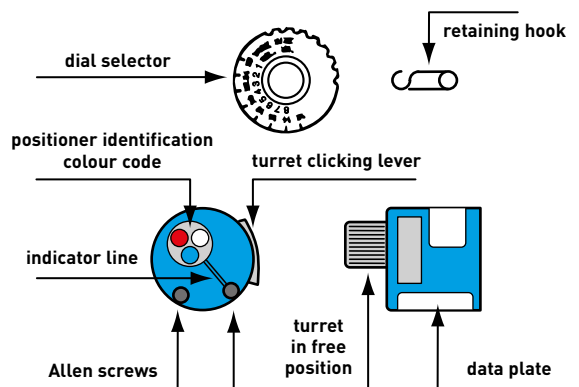 retaining hook
dial selector
positioner identification
colour code
turret clicking lever
indicator line
turret
in free
position
Allen screws
data plate